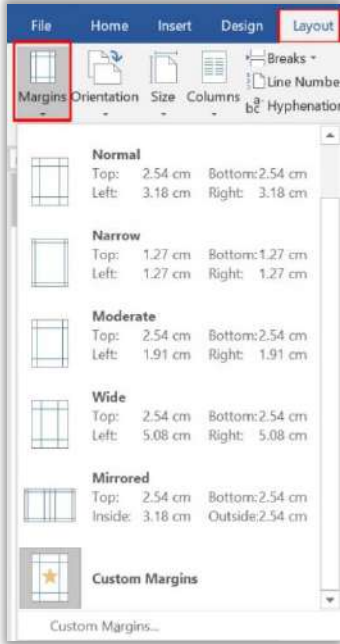 File Home Insert Design Layout
Breaks
Line Numbe
Margins Orientation Size Columns
Hyphenation
Normal
Top: 2.54 cm Bottom: 2.54 cm
Left: 3.18 cm Right: 3.18 cm
Narrow
Top: 1.27 cm Bottom: 1.27 cm
Left: 1.27 cm Right: 1.27 cm
Moderate
Top: 2.54 cm Bottom: 2.54 cm
Left: 1.91 cm Right: 1.91 cm
Wide
Top: 2.54 cm Bottom: 2.54 cm
Left: 5.08 cm Right: 5.08 cm
Mirrored
Top: 2.54 cm Bottom: 2.54 cm
Inside: 3.18 cm Outside: 2.54 cm
Custom Margins
Custom Margins...